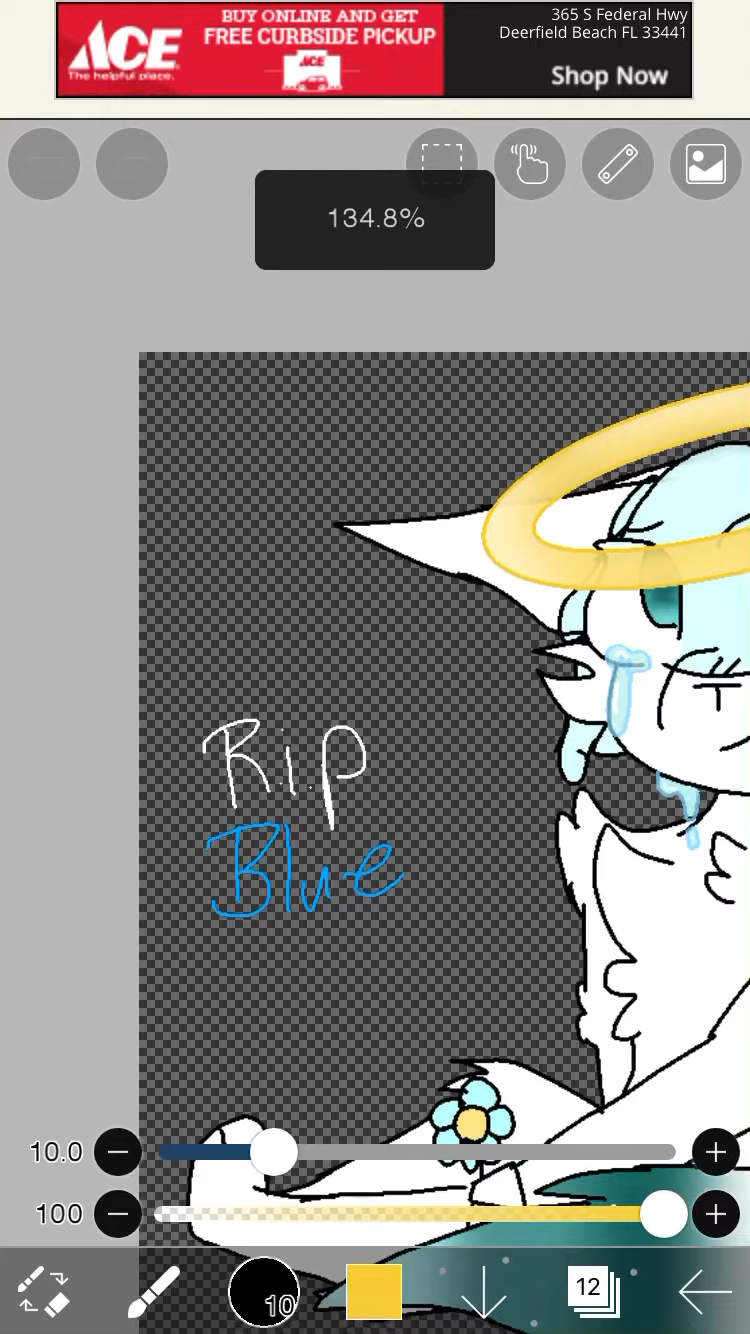 ACE
The helpful place.
BUY ONLINE AND GET
FREE CURBSIDE PICKUP
ACE
365 S Federal Hwy
Deerfield Beach FL 33441
Shop Now
134.8%
R.i.p
Blue
10.0
100
10
12